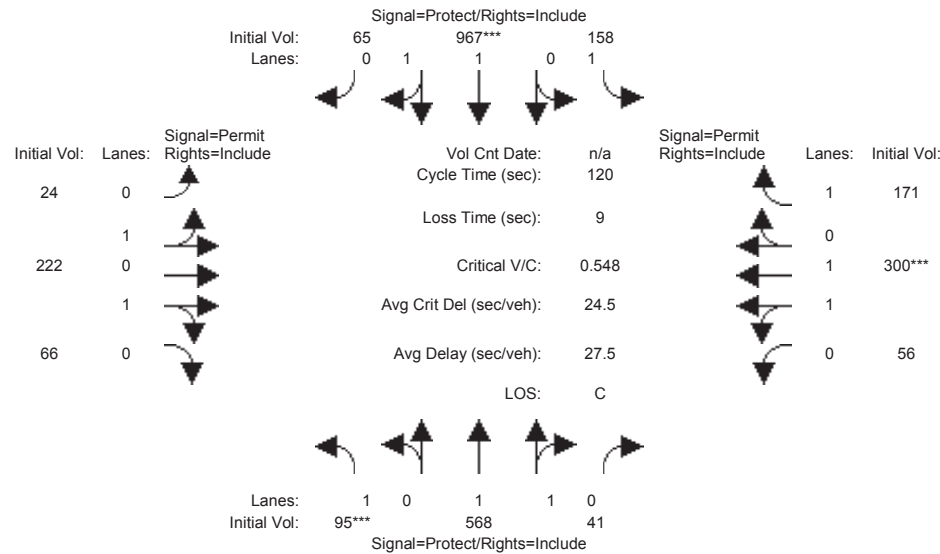 Signal=Protect/Rights=Include
Initial Vol: 65 967*** 158
Lanes: 0 1 1 0 1
Signal=Permit
Rights=Include
Initial Vol: Lanes:
Vol Cnt Date: n/a
Signal=Permit
Rights=Include
Lanes: Initial Vol:
Cycle Time (sec): 120
24 0
1 171
Loss Time (sec): 9
1
0
222 0
Critical V/C: 0.548
1 300***
1
Avg Crit Del (sec/veh): 24.5
1
66 0
Avg Delay (sec/veh): 27.5
0 56
LOS: C
Lanes: 1 0 1 1 0
Initial Vol: 95*** 568 41
Signal=Protect/Rights=Include